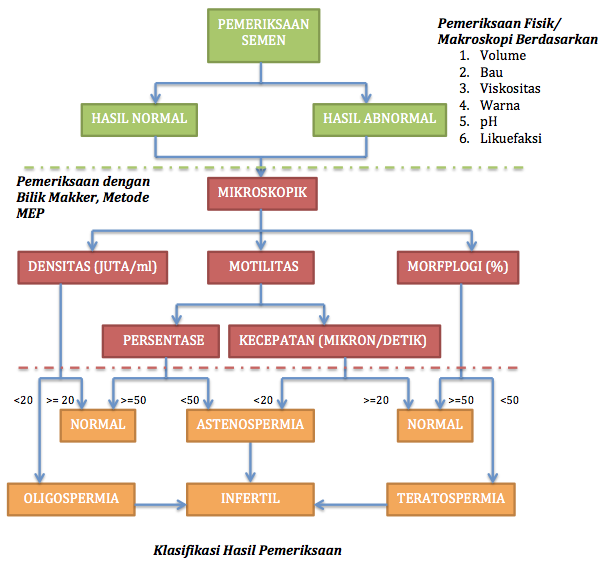 PEMERIKSAAN
SEMEN
Pemeriksaan Fisik/
Makroskopi Berdasarkan
1. Volume
2. Bau
3. Viskositas
4. Warna
5. pH
6. Likuefaksi
HASIL NORMAL
HASIL ABNORMAL
Pemeriksaan dengan
Bilik Makker, Metode
MEP
MIKROSKOPIK
DENSITAS (JUTA/ml)
MOTILITAS
MORFPLOGI (%)
PERSENTASE
KECEPATAN (MIKRON/DETIK)
<20
>= 20
>=50
<50
<20
>=20
>=50
<50
NORMAL
ASTENOSPERMIA
NORMAL
OLIGOSPERMIA
INFERTIL
TERATOSPERMIA
Klasifikasi Hasil Pemeriksaan